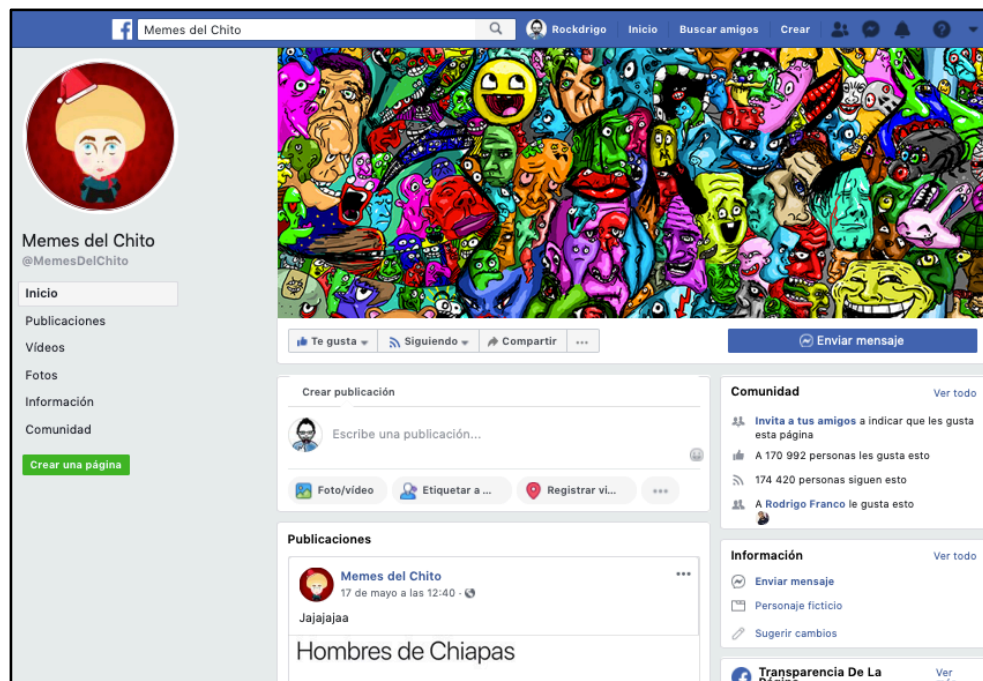 Memes del Chito
Rockdrigo
Inicio
Buscar amigos
Crear
Memes del Chito
@MemesDelChito
Inicio
Publicaciones
Vídeos
Fotos
Información
Comunidad
Crear una página
Te gusta
Siguiendo
Compartir
...
Enviar mensaje
Crear publicación
Escribe una publicación...
Foto/vídeo
Etiquetar a ...
Registrar vi...
...
Publicaciones
Memes del Chito
17 de mayo a las 12:40 ·
Jajajajaa
Hombres de Chiapas
Comunidad
Ver todo
Invita a tus amigos a indicar que les gusta
esta página
A 170 992 personas les gusta esto
174 420 personas siguen esto
A Rodrigo Franco le gusta esto
Información
Ver todo
Enviar mensaje
Personaje ficticio
Sugerir cambios
Transparencia De La
Página
Ver